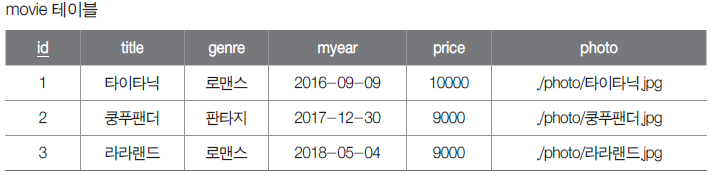 movie 테이블
id title genre myear price photo
1 타이타닉 로맨스 2016-09-09 10000 ./photo/타이타닉.jpg
2 쿵푸팬더 판타지 2017-12-30 9000 ./photo/쿵푸팬더.jpg
3 라라랜드 로맨스 2018-05-04 9000 ./photo/라라랜드.jpg